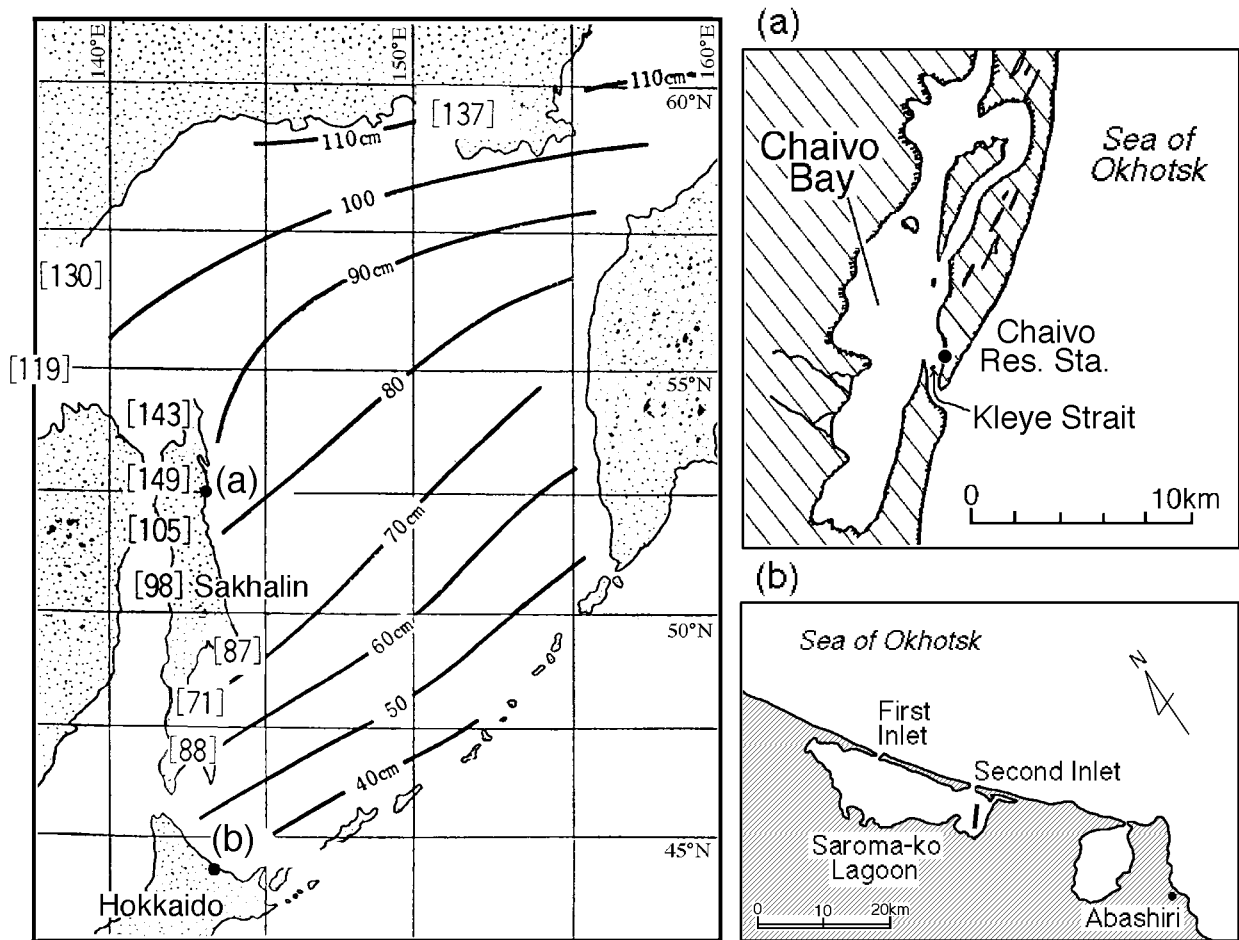 140°E
150°E
160°E
110cm
60°N
[137]
110cm
100
[130]
90cm
[119]
55°N
80
[143]
[149]
(a)
[105]
70cm
[98] Sakhalin
50°N
[87]
60cm
[71]
50
[88]
40cm
(b)
45°N
Hokkaido
(a)
Chaivo
Bay
Sea of
Okhotsk
Chaivo
Res. Sta.
Kleye Strait
0
10km
(b)
Sea of Okhotsk
N
First
Inlet
Second Inlet
Saroma-ko
Lagoon
0
10
20km
Abashiri